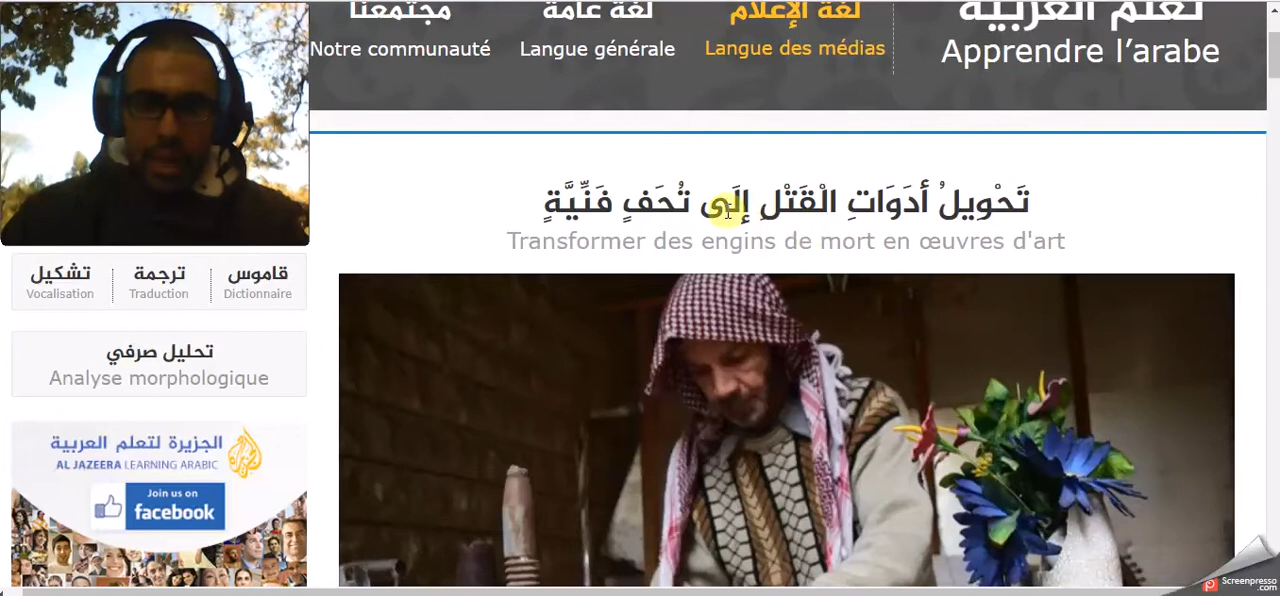 مجتمعنا
Notre communauté
لغة عامة
Langue générale
لغة الإعلام
Langue des médias
تعلم العربية
Apprendre l'arabe
تَحْوِيلُ أدَوَاتِ الْقَتْلِ إلَى تُحَفٍ فَنِّيَّةٍ
Transformer des engins de mort en œuvres d'art
تشكيل
Vocalisation
ترجمة
Traduction
قاموس
Dictionnaire
تحليل صرفي
Analyse morphologique
الجزيرة لتعلم العربية
AL JAZEERA LEARNING ARABIC
Join us on
facebook
Screenpresso
.com